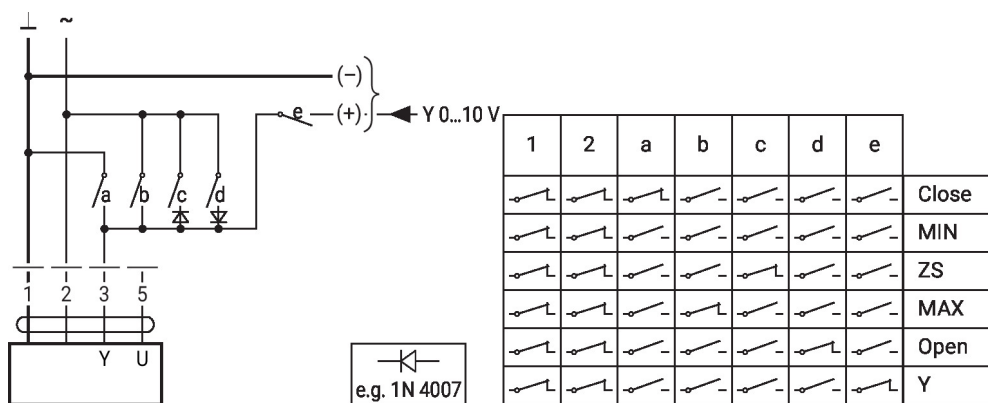 ⊥ ~
(−)
e (+) Y 0...10 V
a b c d
1 2 3 5
Y U
e.g. 1N 4007
1 2 a b c d e
Close
MIN
ZS
MAX
Open
Y